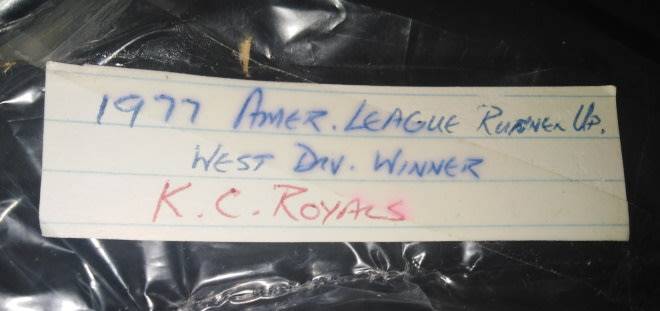 1977 AMER. LEAGUE RUNNER UP.
WEST DIV. WINNER
K. C. ROYALS